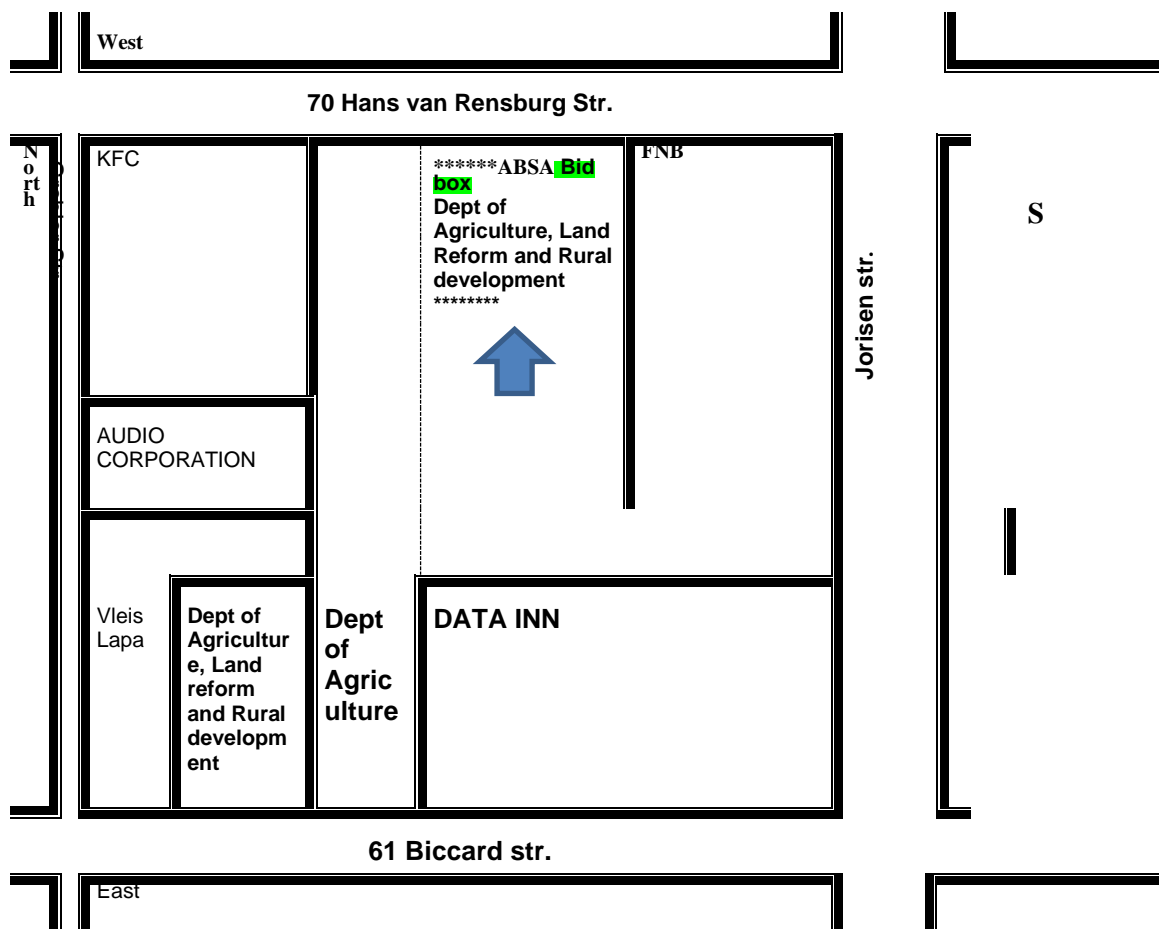 West
70 Hans van Rensburg Str.
N
o
rt
h
KFC
******ABSA Bid
box
Dept of
Agriculture, Land
Reform and Rural
development
********
FNB
S
Jorisen str.
AUDIO
CORPORATION
Vleis
Lapa
Dept of
Agricultur
e, Land
reform
and Rural
developm
ent
Dept
of
Agric
ulture
DATA INN
61 Biccard str.
East